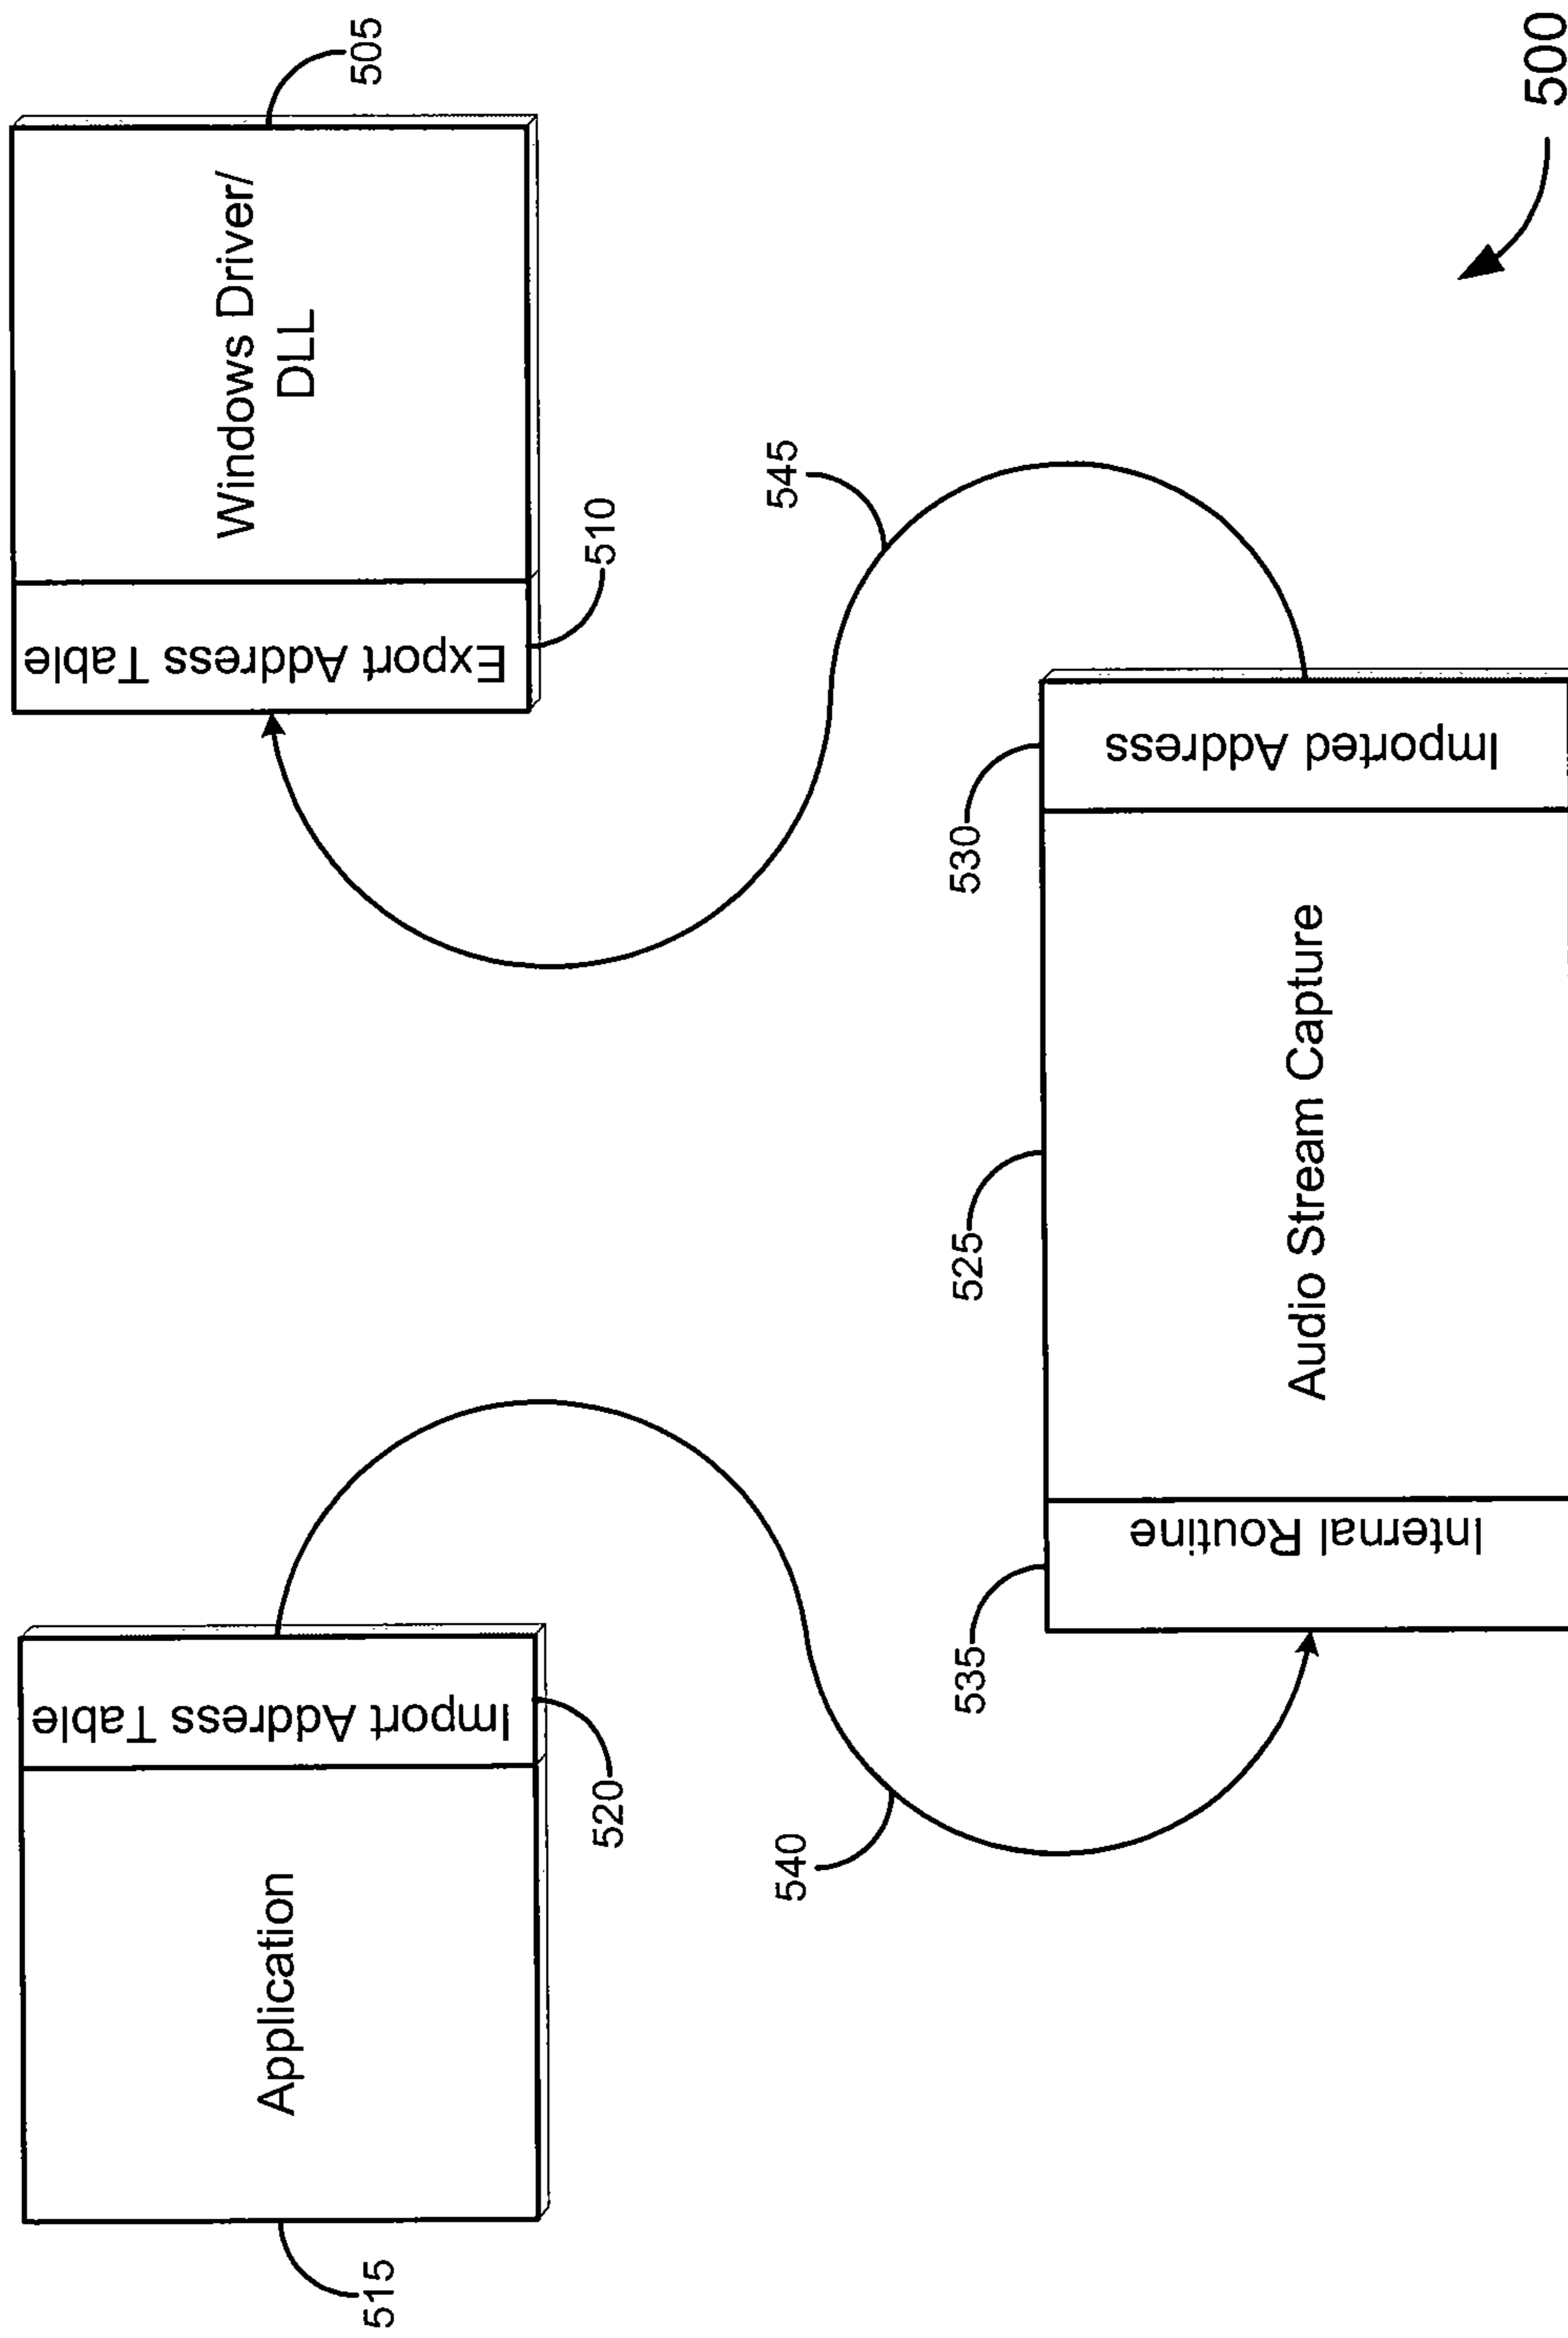 515
Application
Import Address Table
520
540
Windows Driver/
DLL
505
Export Address Table
510
545
535
Internal Routine
525
Audio Stream Capture
530
Imported Address
500